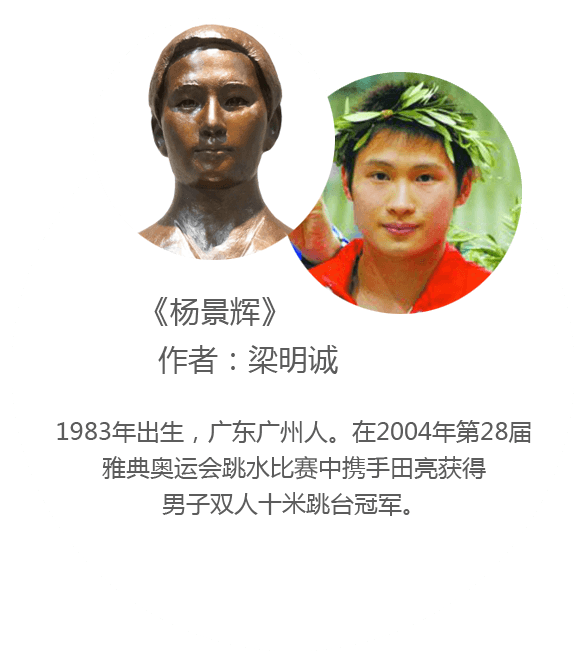 《杨景辉》
作者：梁明诚
1983年出生，广东广州人。在2004年第28届
雅典奥运会跳水比赛中携手田亮获得
男子双人十米跳台冠军。